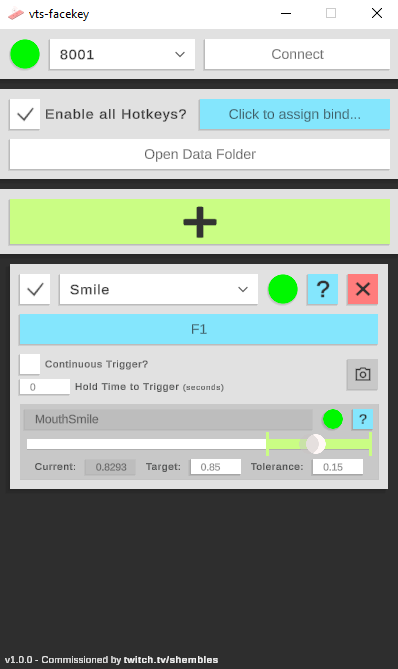 vts-facekey
8001
Connect
Enable all Hotkeys?
Click to assign bind...
Open Data Folder
Smile
?
F1
Continuous Trigger?
0
Hold Time to Trigger (seconds)
MouthSmile
?
Current: 0.8293 Target: 0.85 Tolerance: 0.15
v1.0.0 - Commissioned by twitch.tv/shembles